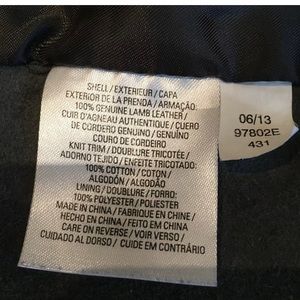 SHELL / EXTERIEUR / CAPA
EXTERIOR DE LA PRENDA / ARMAÇÃO:
100% GENUINE LAMB LEATHER /
CUIR D'AGNEAU AUTHENTIQUE / CUERO
DE CORDERO GENUINO / GENUÍNO
COURO DE CORDEIRO
KNIT TRIM / DOUBLURE TRICOTÉE /
ADORNO TEJIDO / ENFEITE TRICOTADO:
100% COTTON / COTON /
ALGODÓN / ALGODÃO
LINING / DOUBLURE / FORRO:
100% POLYESTER / POLYESTER
MADE IN CHINA / FABRIQUE EN CHINE /
HECHO EN CHINA / FEITO EM CHINA
CARE ON REVERSE / VOIR VERSO /
CUIDADO AL DORSO / CUIDE EM CONTRÁRIO
06/13
97802E
431